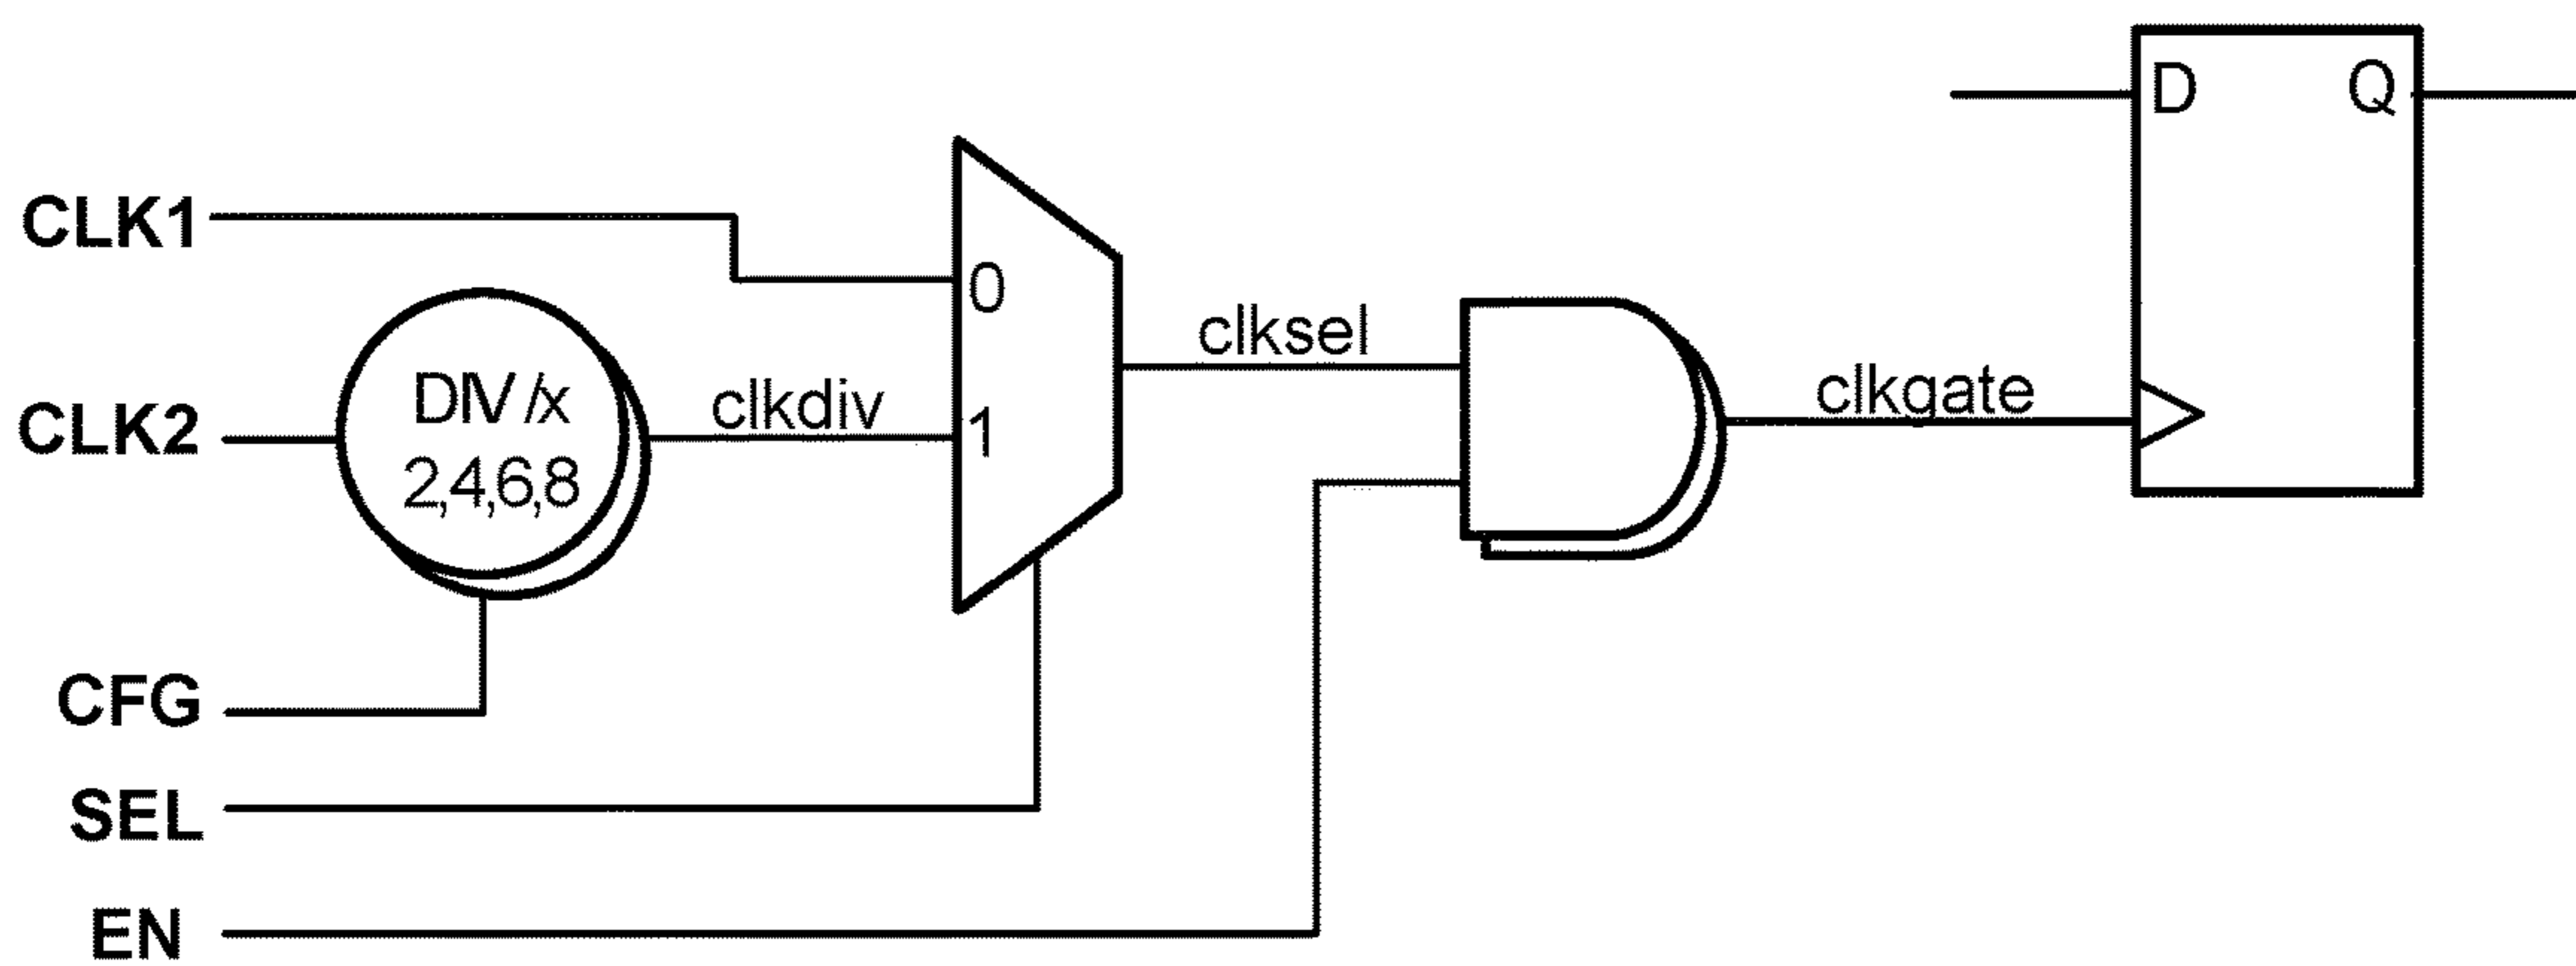 D Q
CLK1
0
clksel
DIV /x
clkdiv
clkgate
CLK2
1
2,4,6,8
CFG
SEL
EN